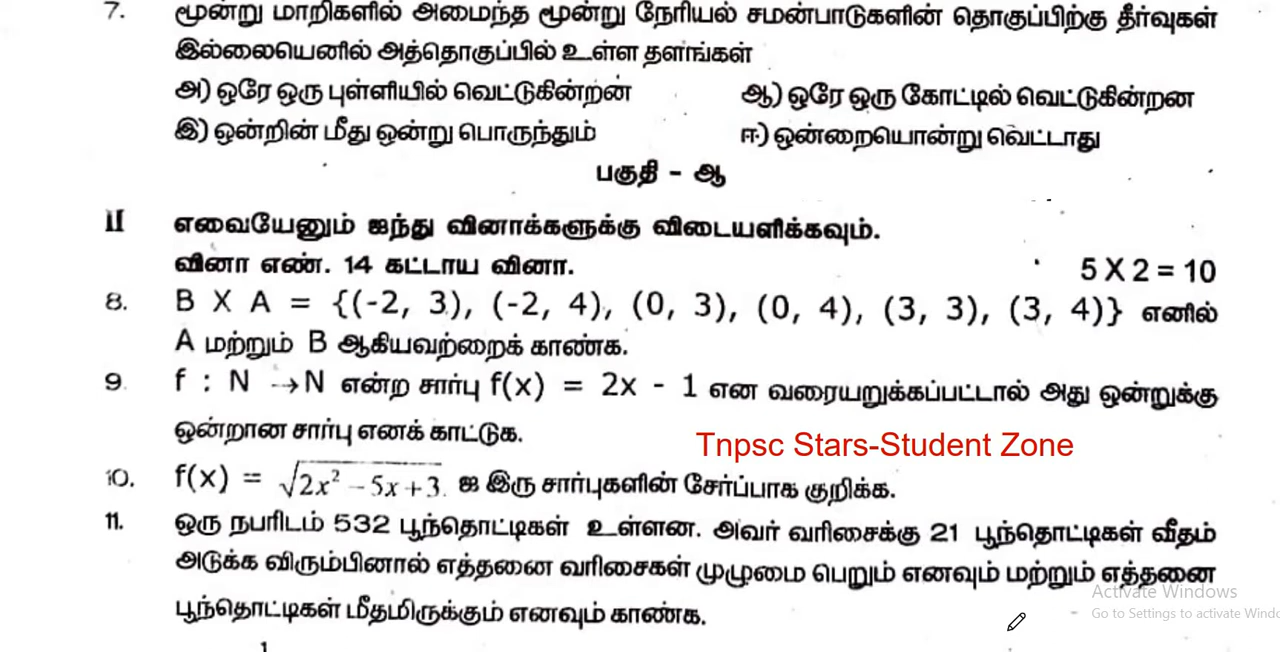 7. மூன்று மாறிகளில் அமைந்த மூன்று நேரியல் சமன்பாடுகளின் தொகுப்பிற்கு தீர்வுகள்
இல்லையெனில் அத்தொகுப்பில் உள்ள தளங்கள்
அ) ஒரே ஒரு புள்ளியில் வெட்டுகின்றன ஆ) ஒரே ஒரு கோட்டில் வெட்டுகின்றன
இ) ஒன்றின் மீது ஒன்று பொருந்தும் ஈ) ஒன்றையொன்று வெட்டாது
பகுதி - ஆ
II எவையேனும் ஐந்து வினாக்களுக்கு விடையளிக்கவும்.
வினா எண். 14 கட்டாய வினா. 5 X 2 = 10
8. B X A = {(-2, 3), (-2, 4), (0, 3), (0, 4), (3, 3), (3, 4)} எனில்
A மற்றும் B ஆகியவற்றைக் காண்க.
9. f : N → N என்ற சார்பு f(x) = 2x - 1 என வரையறுக்கப்பட்டால் அது ஒன்றுக்கு
ஒன்றான சார்பு எனக் காட்டுக.
Tnpsc Stars-Student Zone
10. f(x) = √2x² - 5x + 3 ஐ இரு சார்புகளின் சேர்ப்பாக குறிக்க.
11. ஒரு நபரிடம் 532 பூந்தொட்டிகள் உள்ளன. அவர் வரிசைக்கு 21 பூந்தொட்டிகள் வீதம்
அடுக்க விரும்பினால் எத்தனை வரிசைகள் முழுமை பெறும் எனவும் மற்றும் எத்தனை
பூந்தொட்டிகள் மீதமிருக்கும் எனவும் காண்க.
Activate Windows
Go to Settings to activate Windo